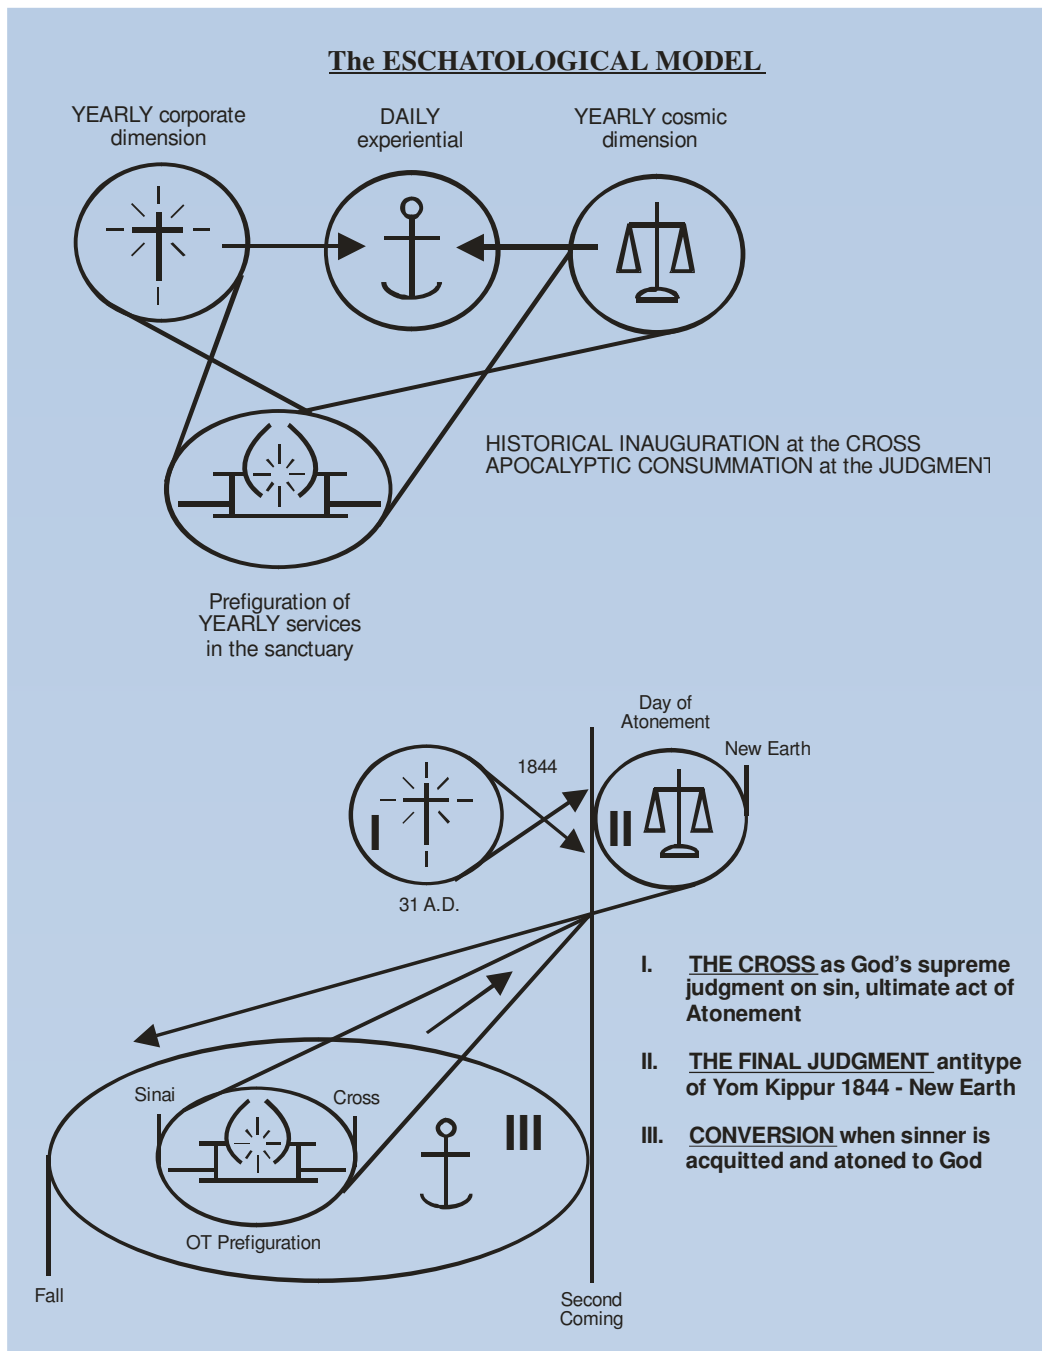 The ESCHATOLOGICAL MODEL
YEARLY corporate
dimension
DAILY
experiential
YEARLY cosmic
dimension
HISTORICAL INAUGURATION at the CROSS
APOCALYPTIC CONSUMMATION at the JUDGMENT
Prefiguration of
YEARLY services
in the sanctuary
Day of
Atonement
New Earth
1844
I
II
31 A.D.
I. THE CROSS as God's supreme
judgment on sin, ultimate act of
Atonement
II. THE FINAL JUDGMENT antitype
of Yom Kippur 1844 - New Earth
III. CONVERSION when sinner is
acquitted and atoned to God
Sinai
Cross
III
OT Prefiguration
Fall
Second
Coming